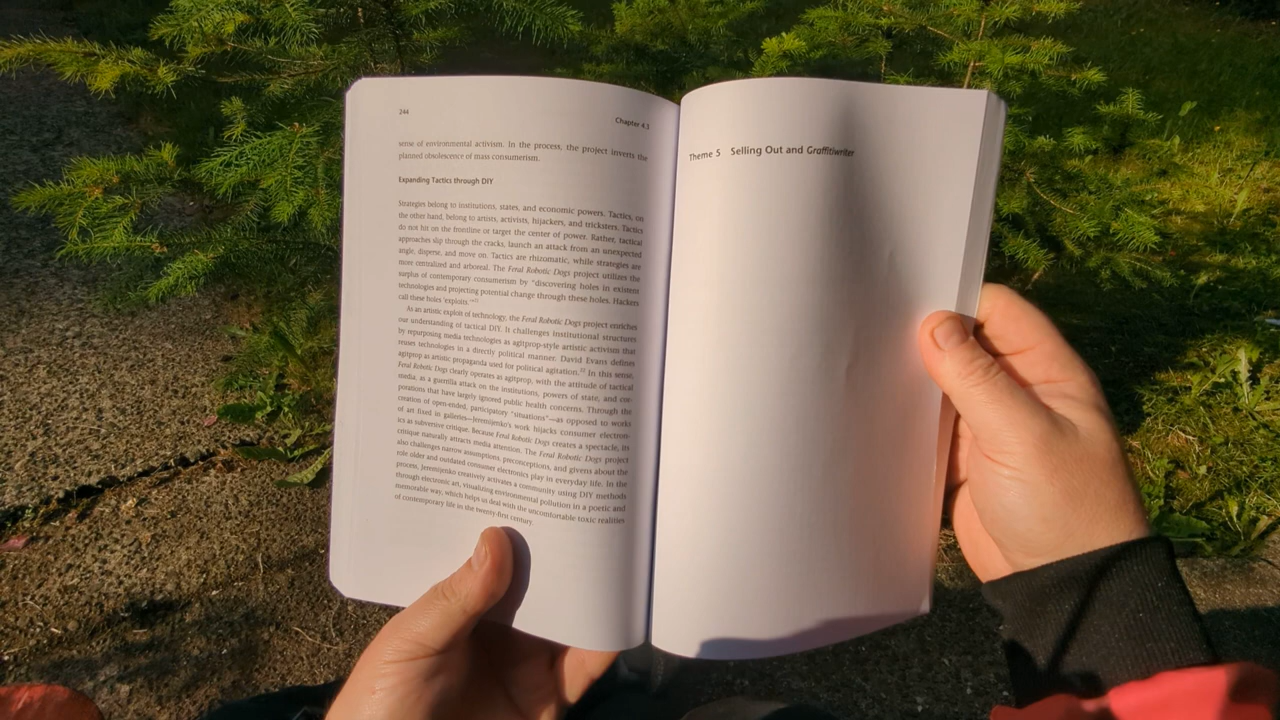 244
Chapter 4.3
sense of environmental activism. In the process, the project inverts the
planned obsolescence of mass consumerism.
Expanding Tactics through DIY
Strategies belong to institutions, states, and economic powers. Tactics, on
the other hand, belong to artists, activists, hijackers, and tricksters. Tactics
do not hit on the frontline or target the center of power. Rather, tactical
approaches slip through the cracks, launch an attack from an unexpected
angle, disperse, and move on. Tactics are rhizomatic, while strategies are
more centralized and arboreal. The Feral Robotic Dogs project utilizes the
surplus of contemporary consumerism by "discovering holes in existent
technologies and projecting potential change through these holes. Hackers
call these holes 'exploits.'"
As an artistic exploit of technology, the Feral Robotic Dogs project enriches
our understanding of tactical DIY. It challenges institutional structures
by repurposing media technologies as agitprop-style artistic activism that
reuses technologies in a directly political manner. David Evans defines
agitprop as artistic propaganda used for political agitation.²² In this sense,
Feral Robotic Dogs clearly operates as agitprop, with the attitude of tactical
media, as a guerrilla attack on the institutions, powers of state, and cor-
porations that have largely ignored public health concerns. Through the
creation of open-ended, participatory "situations"—as opposed to works
of art fixed in galleries—Jeremijenko's work hijacks consumer electron-
ics as subversive critique. Because Feral Robotic Dogs creates a spectacle, its
critique naturally attracts media attention. The Feral Robotic Dogs project
also challenges narrow assumptions, preconceptions, and givens about the
role older and outdated consumer electronics play in everyday life. In the
process, Jeremijenko creatively activates a community using DIY methods
through electronic art, visualizing environmental pollution in a poetic and
memorable way, which helps us deal with the uncomfortable toxic realities
of contemporary life in the twenty-first century.
Theme 5 Selling Out and Graffitiwriter